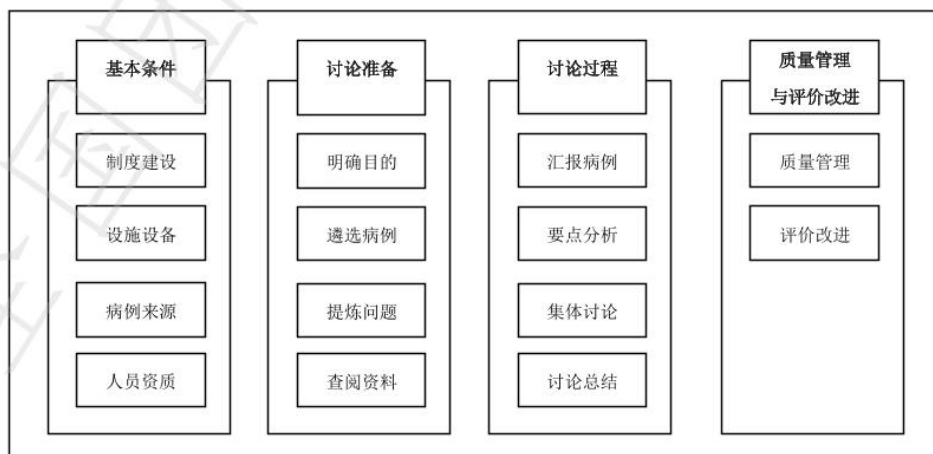 基本条件
制度建设
设施设备
病例来源
人员资质
讨论准备
明确目的
遴选病例
提炼问题
查阅资料
讨论过程
汇报病例
要点分析
集体讨论
讨论总结
质量管理
与评价改进
质量管理
评价改进